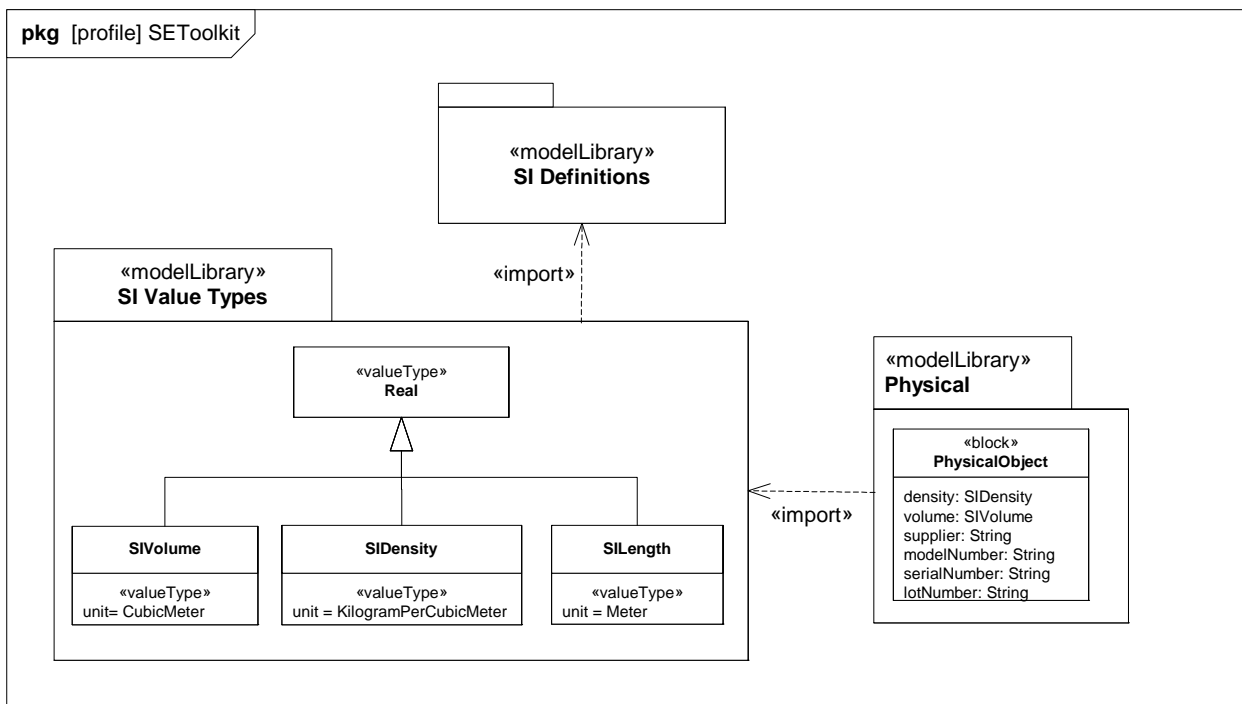 pkg [profile] SEToolkit
«modelLibrary»
SI Definitions
«import»
«modelLibrary»
SI Value Types
«valueType»
Real
SIVolume
«valueType»
unit= CubicMeter
SIDensity
«valueType»
unit = KilogramPerCubicMeter
SILength
«valueType»
unit = Meter
«import»
«modelLibrary»
Physical
«block»
PhysicalObject
density: SIDensity
volume: SIVolume
supplier: String
modelNumber: String
serialNumber: String
lotNumber: String